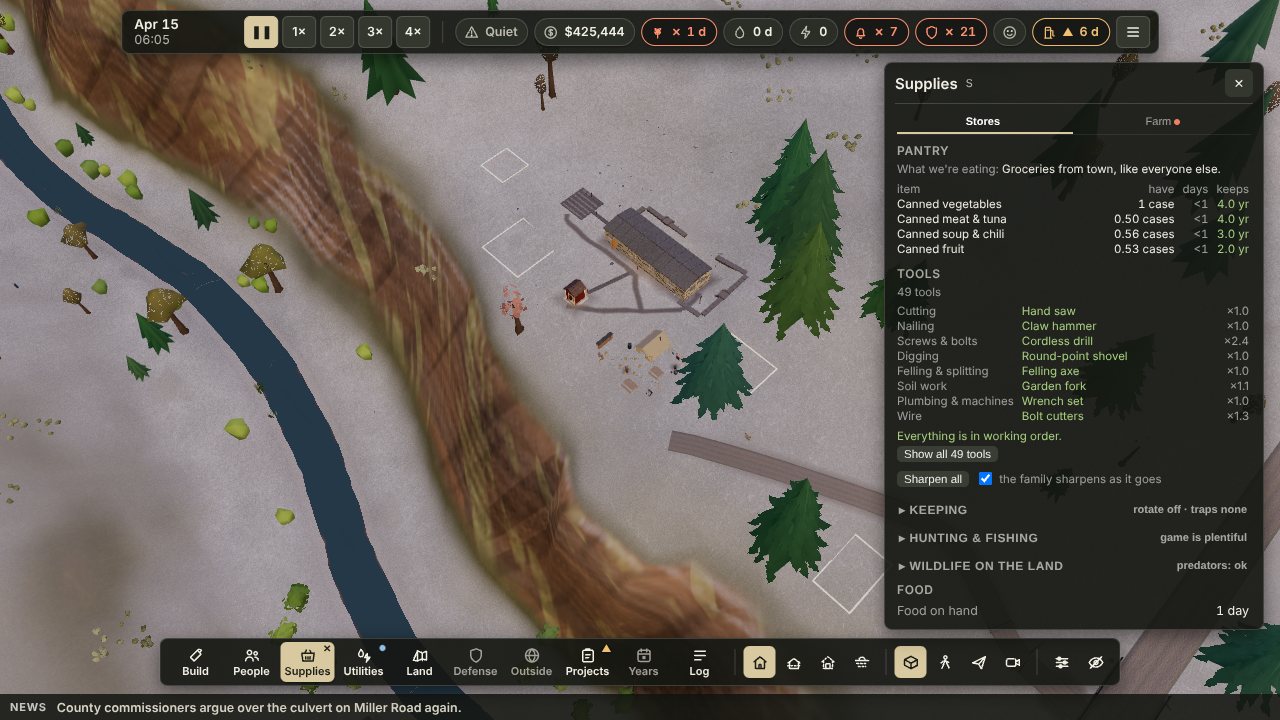 Apr 15
06:05
1×
2×
3×
4×
Quiet
$425,444
× 1 d
0 d
0
× 7
× 21
6 d
Supplies S
Stores
Farm
PANTRY
What we're eating: Groceries from town, like everyone else.
item have days keeps
Canned vegetables 1 case <1 4.0 yr
Canned meat & tuna 0.50 cases <1 4.0 yr
Canned soup & chili 0.56 cases <1 3.0 yr
Canned fruit 0.53 cases <1 2.0 yr
TOOLS
49 tools
Cutting Hand saw ×1.0
Nailing Claw hammer ×1.0
Screws & bolts Cordless drill ×2.4
Digging Round-point shovel ×1.0
Felling & splitting Felling axe ×1.0
Soil work Garden fork ×1.1
Plumbing & machines Wrench set ×1.0
Wire Bolt cutters ×1.3
Everything is in working order.
Show all 49 tools
Sharpen all the family sharpens as it goes
KEEPING rotate off · traps none
HUNTING & FISHING game is plentiful
WILDLIFE ON THE LAND predators: ok
FOOD
Food on hand 1 day
Build
People
Supplies
Utilities
Land
Defense
Outside
Projects
Years
Log
NEWS County commissioners argue over the culvert on Miller Road again.